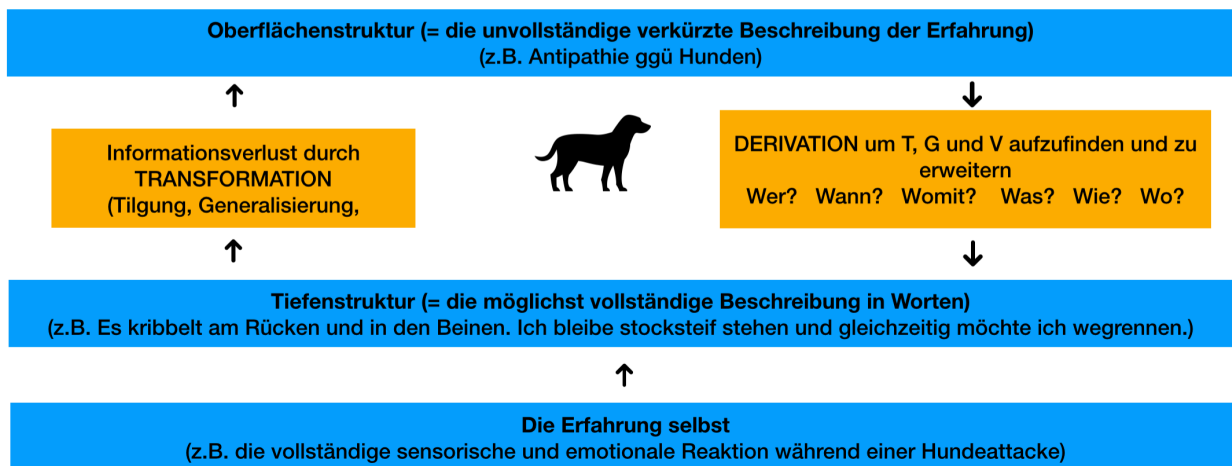 Oberflächenstruktur (= die unvollständige verkürzte Beschreibung der Erfahrung)
(z.B. Antipathie ggü Hunden)
Informationsverlust durch
TRANSFORMATION
(Tilgung, Generalisierung,
DERIVATION um T, G und V aufzufinden und zu
erweitern
Wer? Wann? Womit? Was? Wie? Wo?
Tiefenstruktur (= die möglichst vollständige Beschreibung in Worten)
(z.B. Es kribbelt am Rücken und in den Beinen. Ich bleibe stocksteif stehen und gleichzeitig möchte ich wegrennen.)
Die Erfahrung selbst
(z.B. die vollständige sensorische und emotionale Reaktion während einer Hundeattacke)